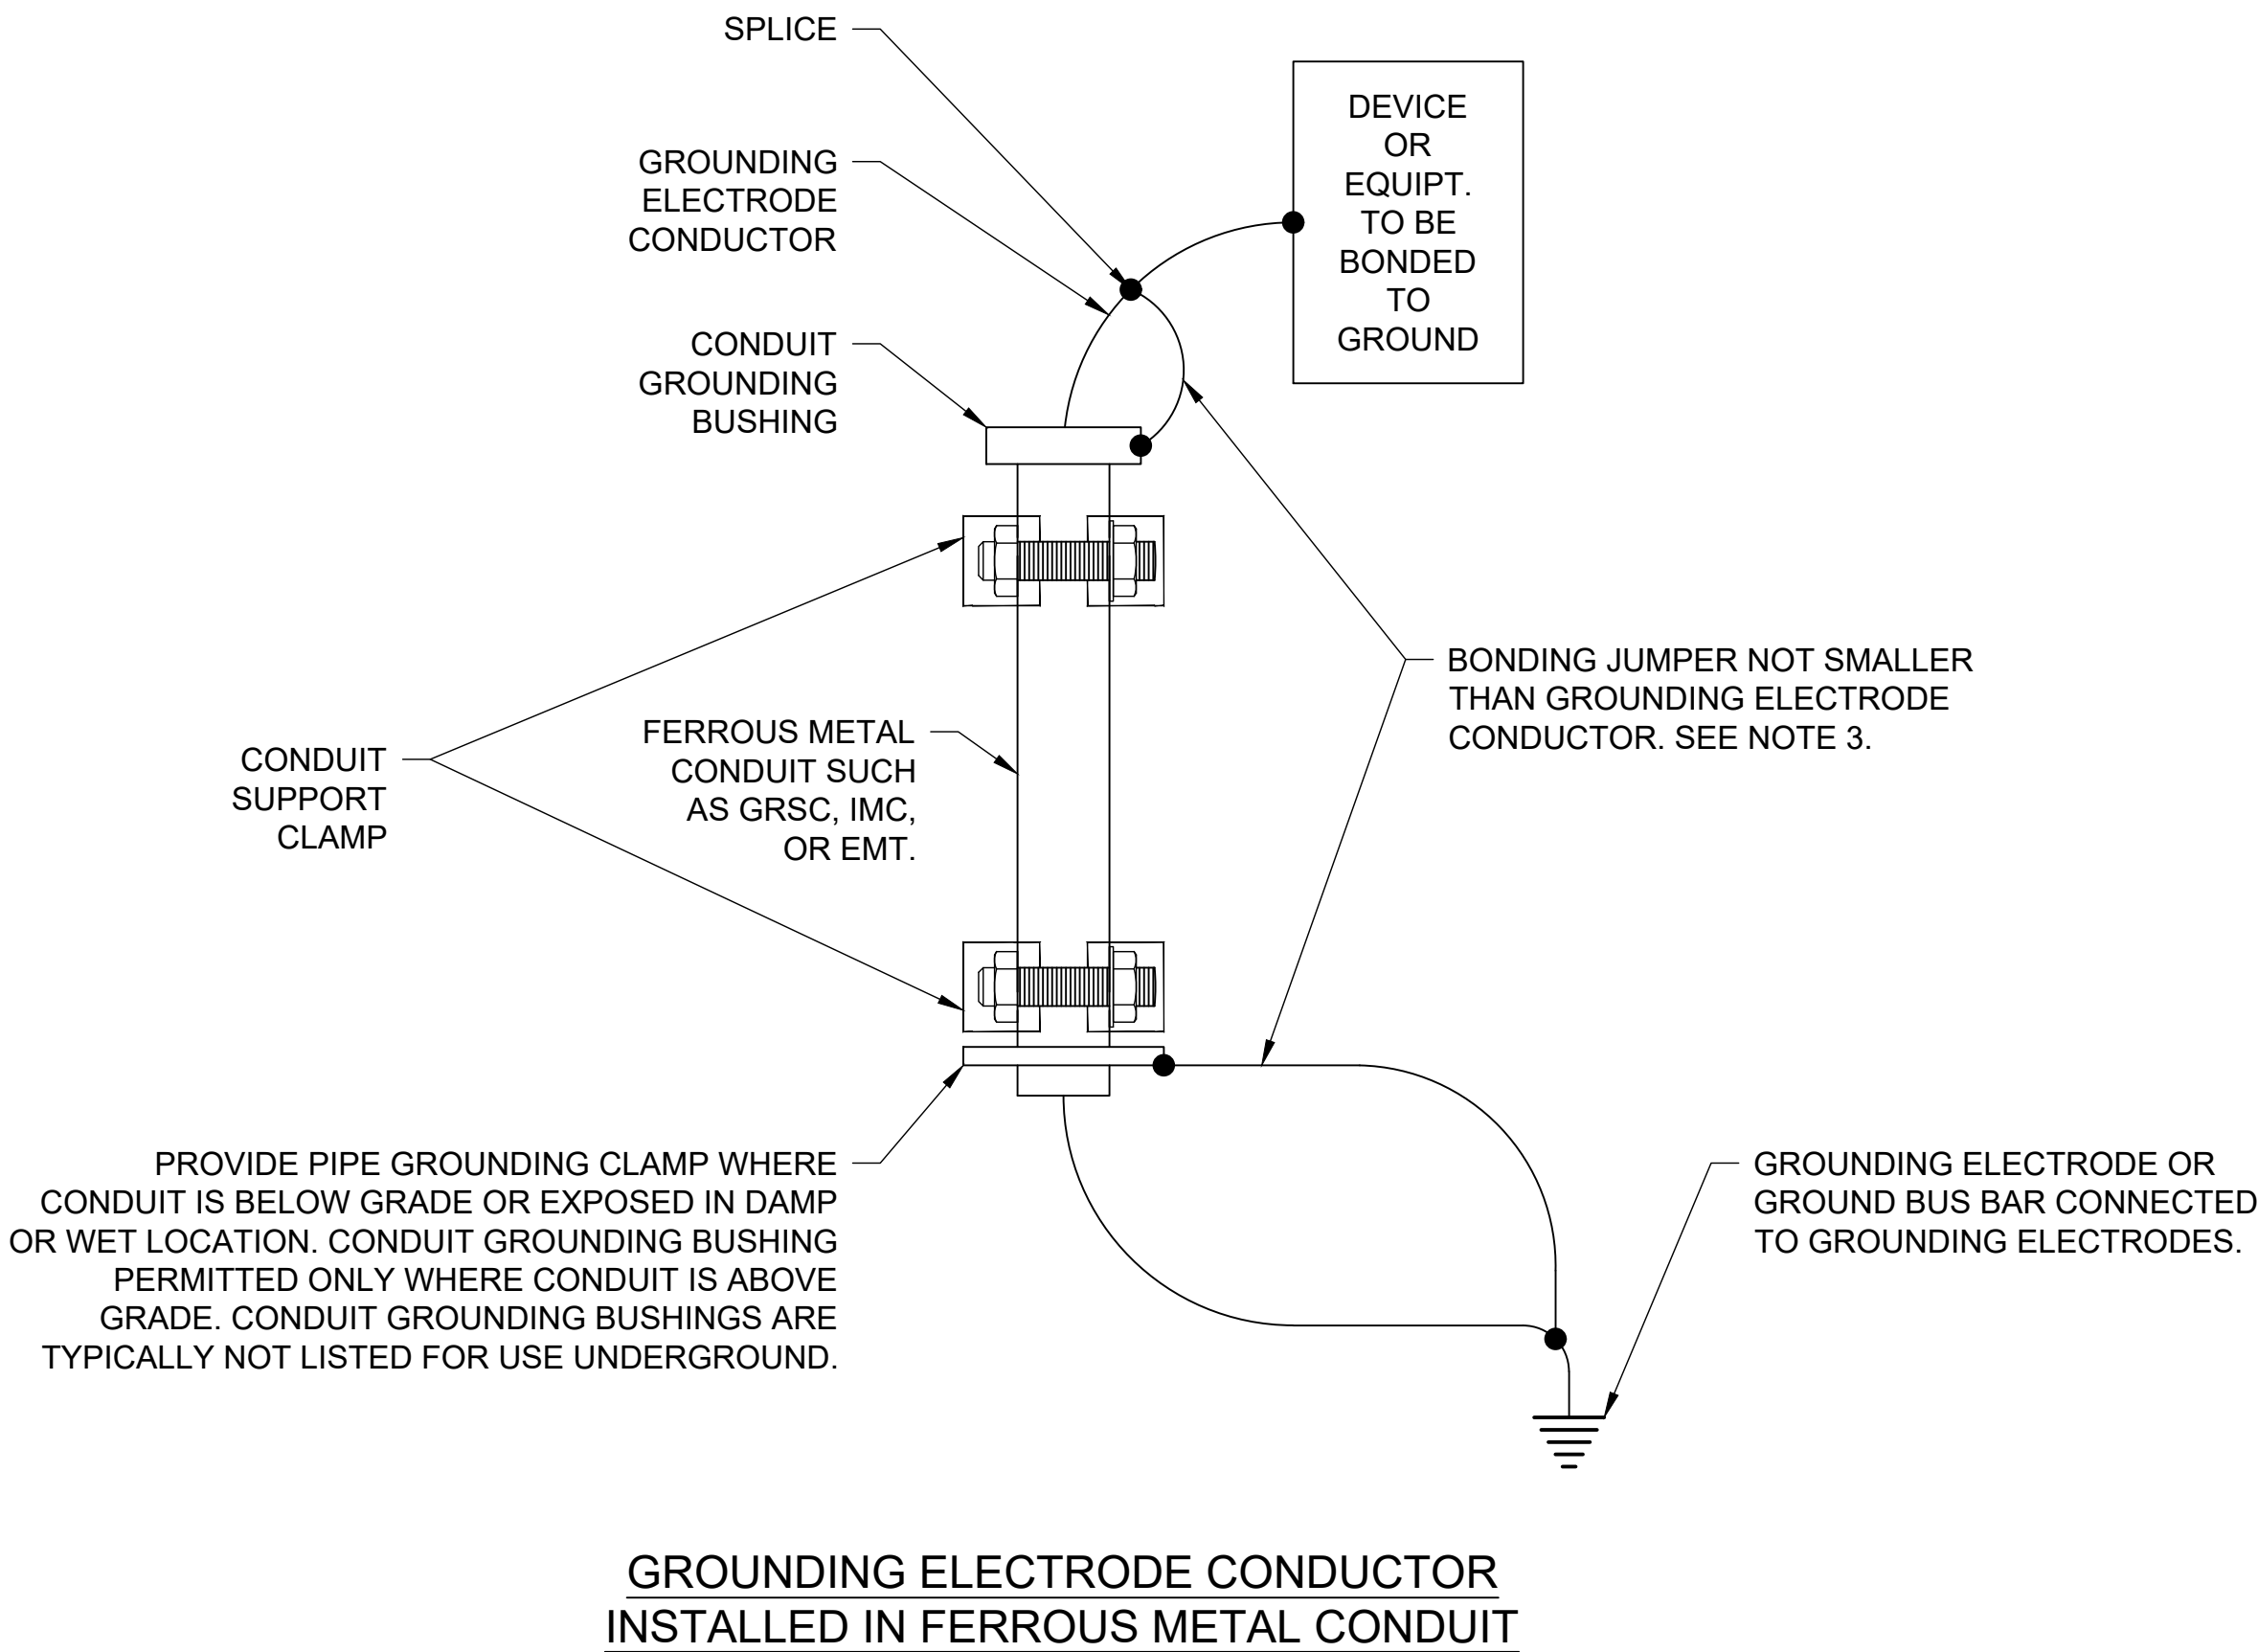 SPLICE
DEVICE
OR
EQUIPT.
TO BE
BONDED
TO
GROUND
GROUNDING
ELECTRODE
CONDUCTOR
CONDUIT
GROUNDING
BUSHING
BONDING JUMPER NOT SMALLER
THAN GROUNDING ELECTRODE
CONDUCTOR. SEE NOTE 3.
FERROUS METAL
CONDUIT SUCH
AS GRSC, IMC,
OR EMT.
CONDUIT
SUPPORT
CLAMP
PROVIDE PIPE GROUNDING CLAMP WHERE
CONDUIT IS BELOW GRADE OR EXPOSED IN DAMP
OR WET LOCATION. CONDUIT GROUNDING BUSHING
PERMITTED ONLY WHERE CONDUIT IS ABOVE
GRADE. CONDUIT GROUNDING BUSHINGS ARE
TYPICALLY NOT LISTED FOR USE UNDERGROUND.
GROUNDING ELECTRODE OR
GROUND BUS BAR CONNECTED
TO GROUNDING ELECTRODES.
GROUNDING ELECTRODE CONDUCTOR
INSTALLED IN FERROUS METAL CONDUIT